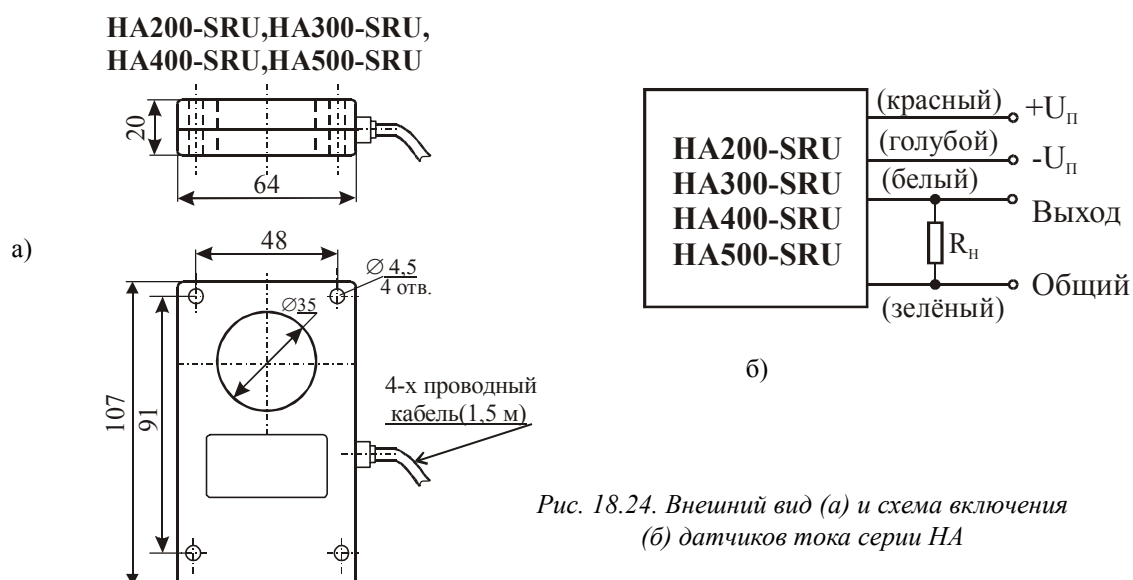 HA200-SRU,HA300-SRU,
HA400-SRU,HA500-SRU
20
64
а)
48
∅ 4,5
4 отв.
∅35
107
91
4-х проводный
кабель(1,5 м)
HA200-SRU
HA300-SRU
HA400-SRU
HA500-SRU
(красный)
+Uп
(голубой)
-Uп
(белый)
Выход
Rн
Общий
(зелёный)
б)
Рис. 18.24. Внешний вид (а) и схема включения
(б) датчиков тока серии НА